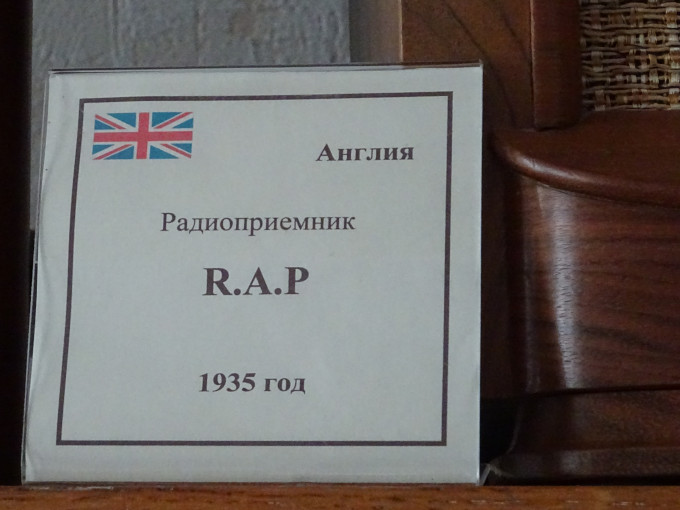 Англия
Радиоприемник
R.A.P
1935 год